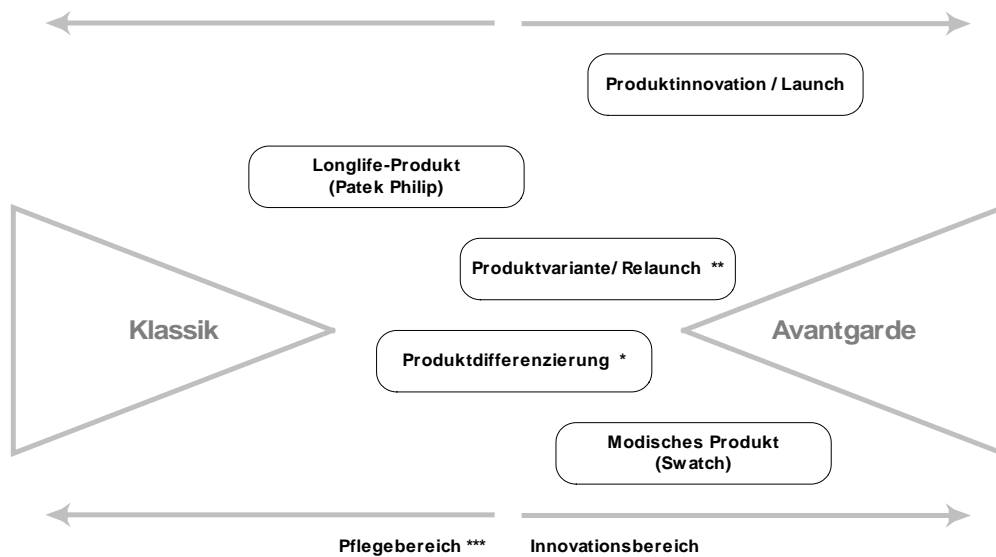 Produktinnovation / Launch
Longlife-Produkt
(Patek Philip)
Produktvariante/ Relaunch **
Klassik
Avantgarde
Produktdifferenzierung *
Modisches Produkt
(Swatch)
Pflegebereich *** Innovationsbereich